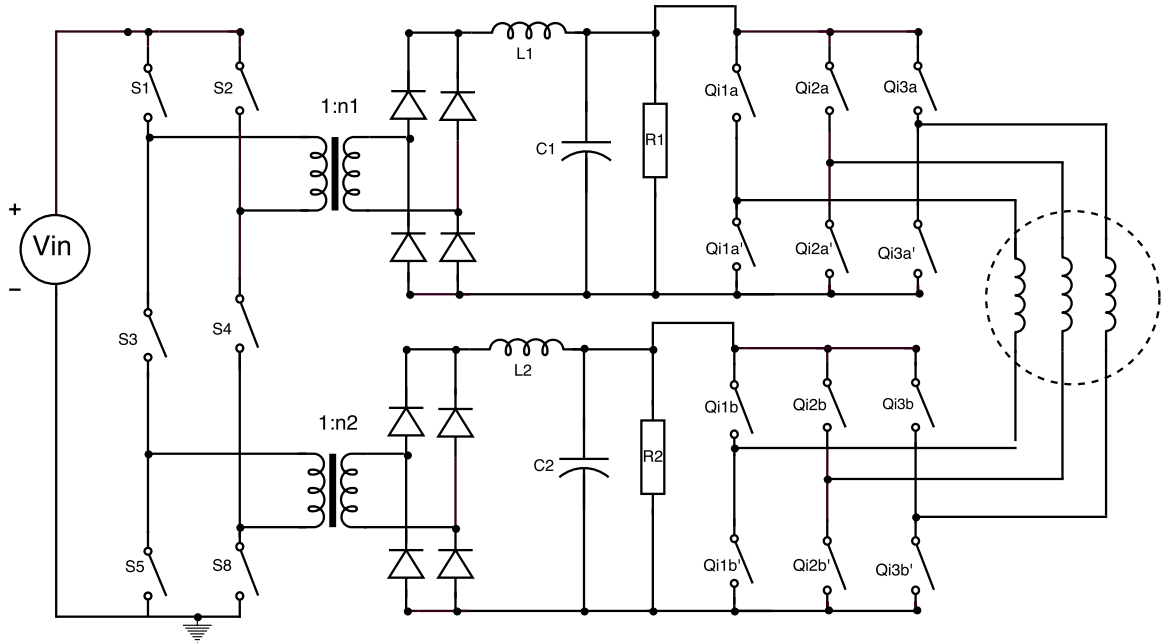 S1
S2
1:n1
L1
C1
R1
Qi1a
Qi2a
Qi3a
+
Vin
−
Qi1a'
Qi2a'
Qi3a'
S3
S4
1:n2
L2
C2
R2
Qi1b
Qi2b
Qi3b
S5
S8
Qi1b'
Qi2b'
Qi3b'